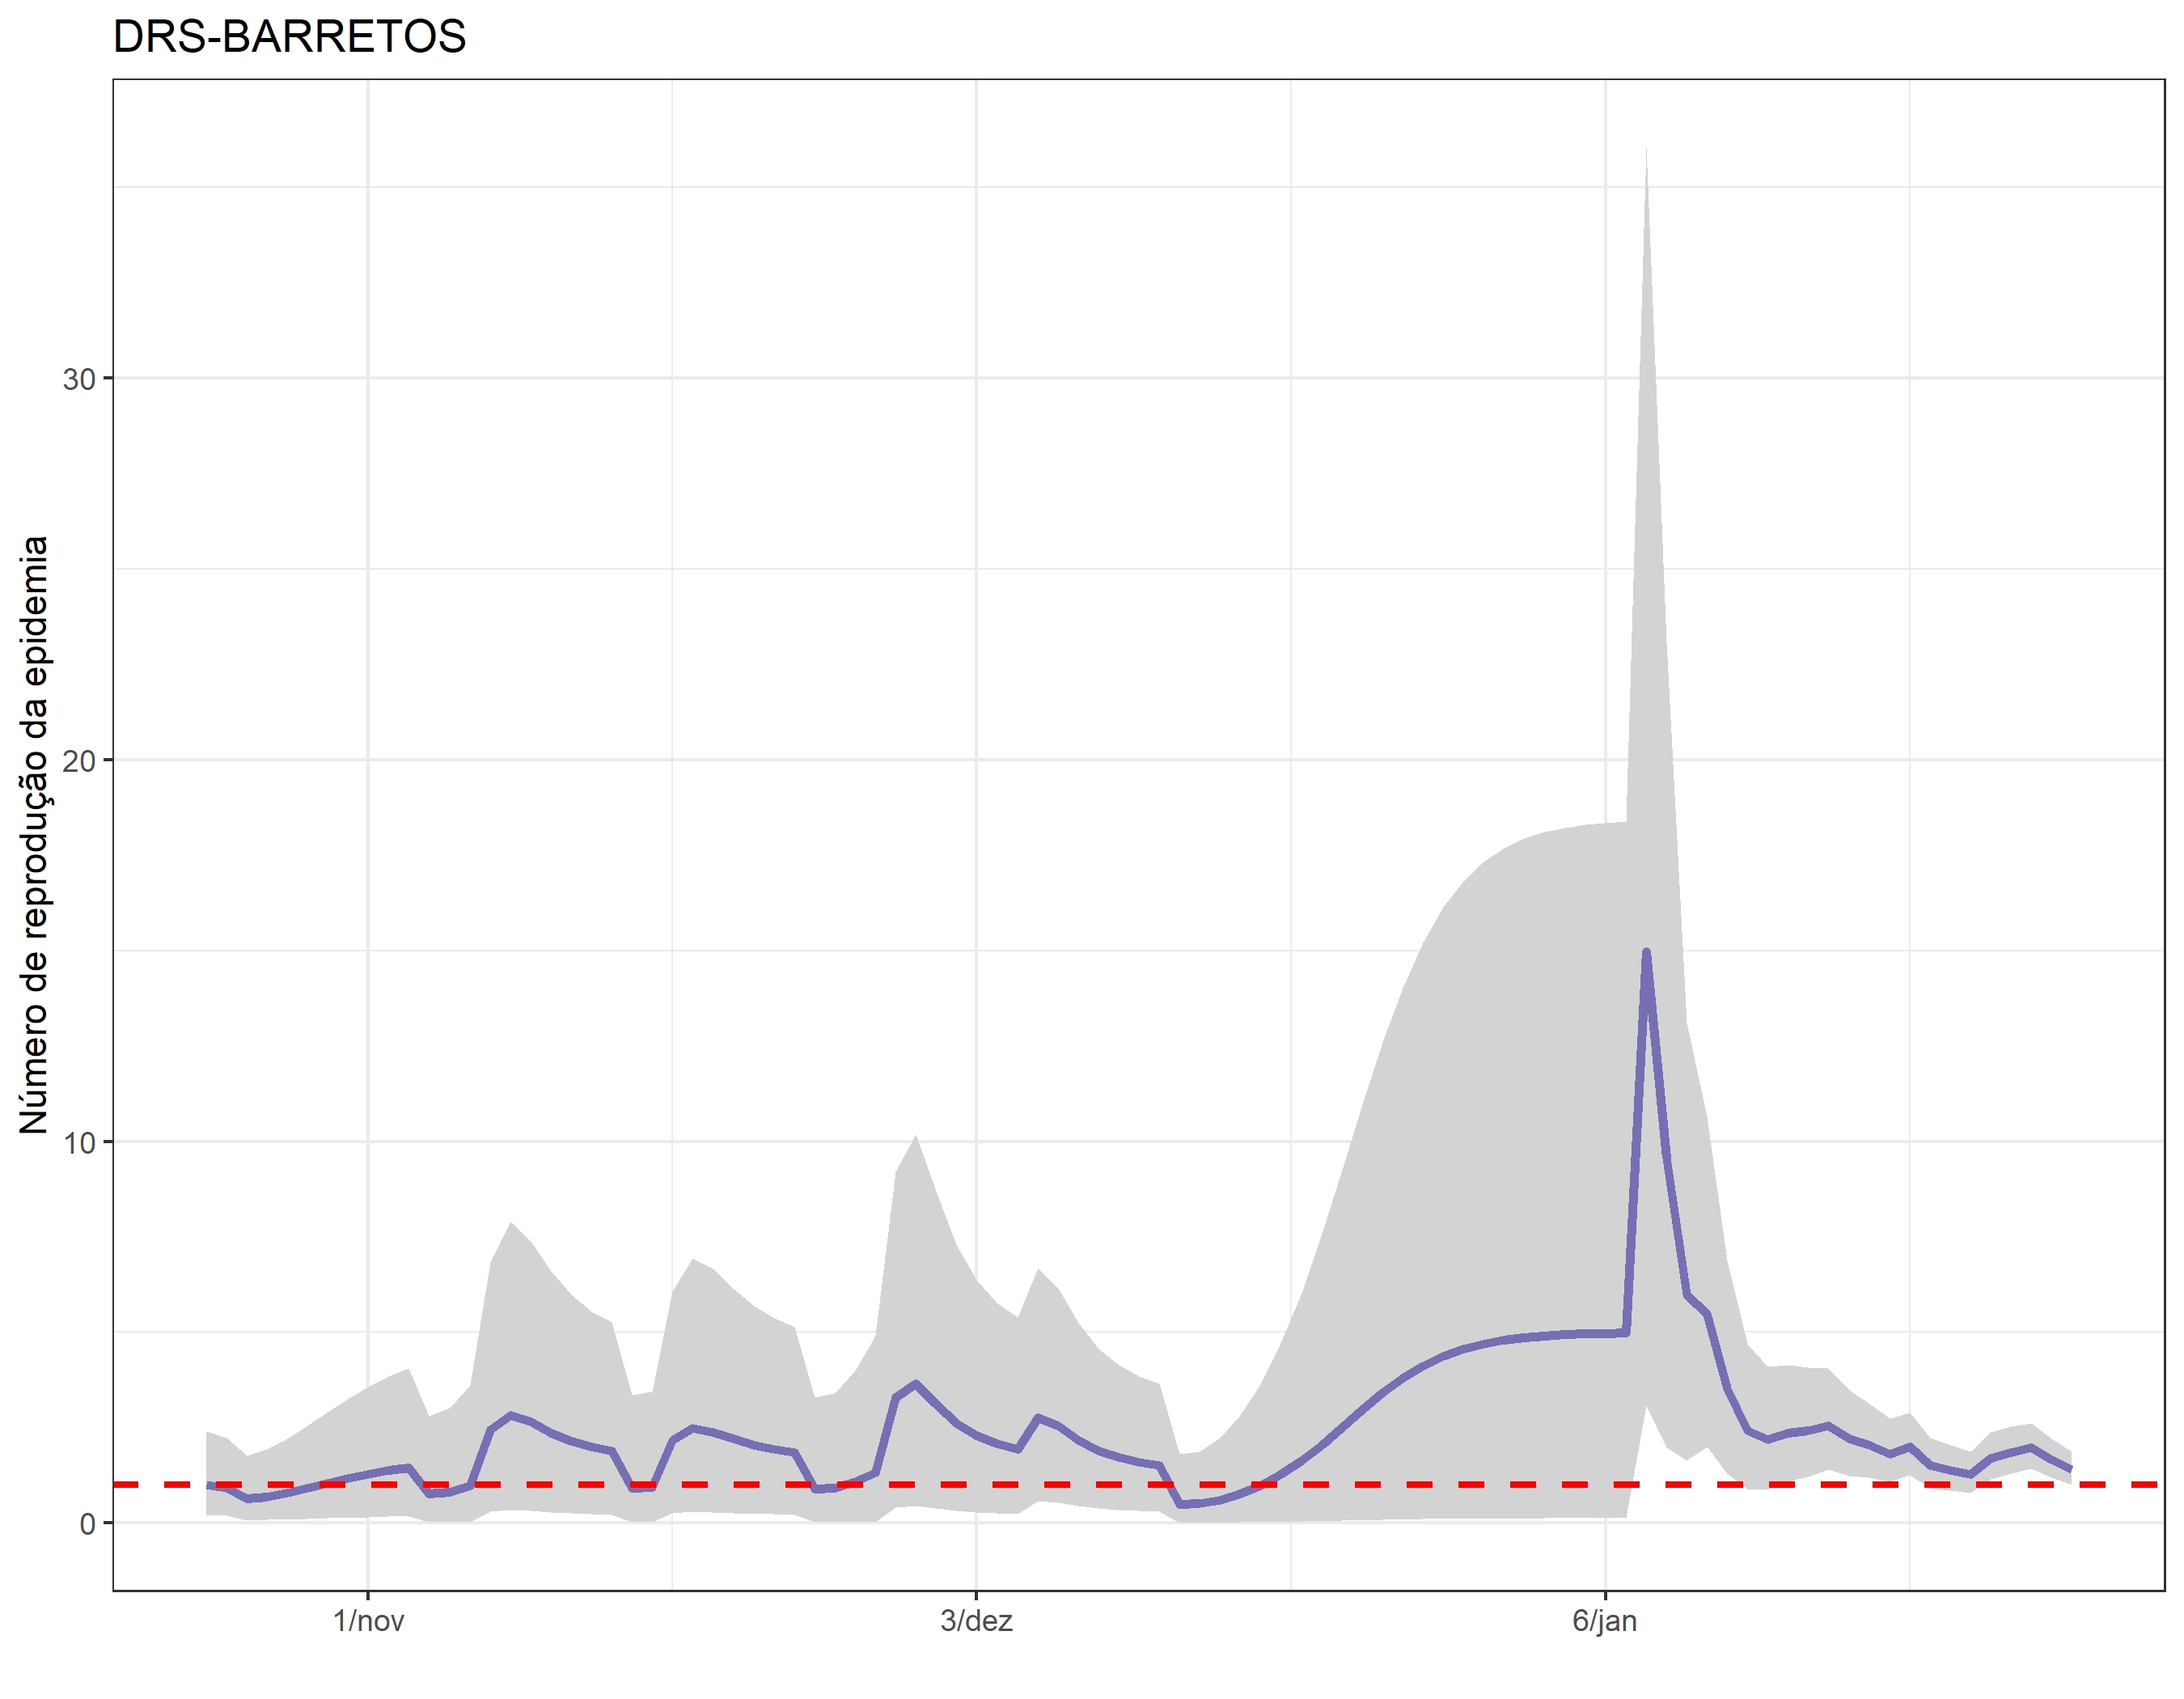 DRS-BARRETOS
Número de reprodução da epidemia
30
20
10
0
1/nov
3/dez
6/jan